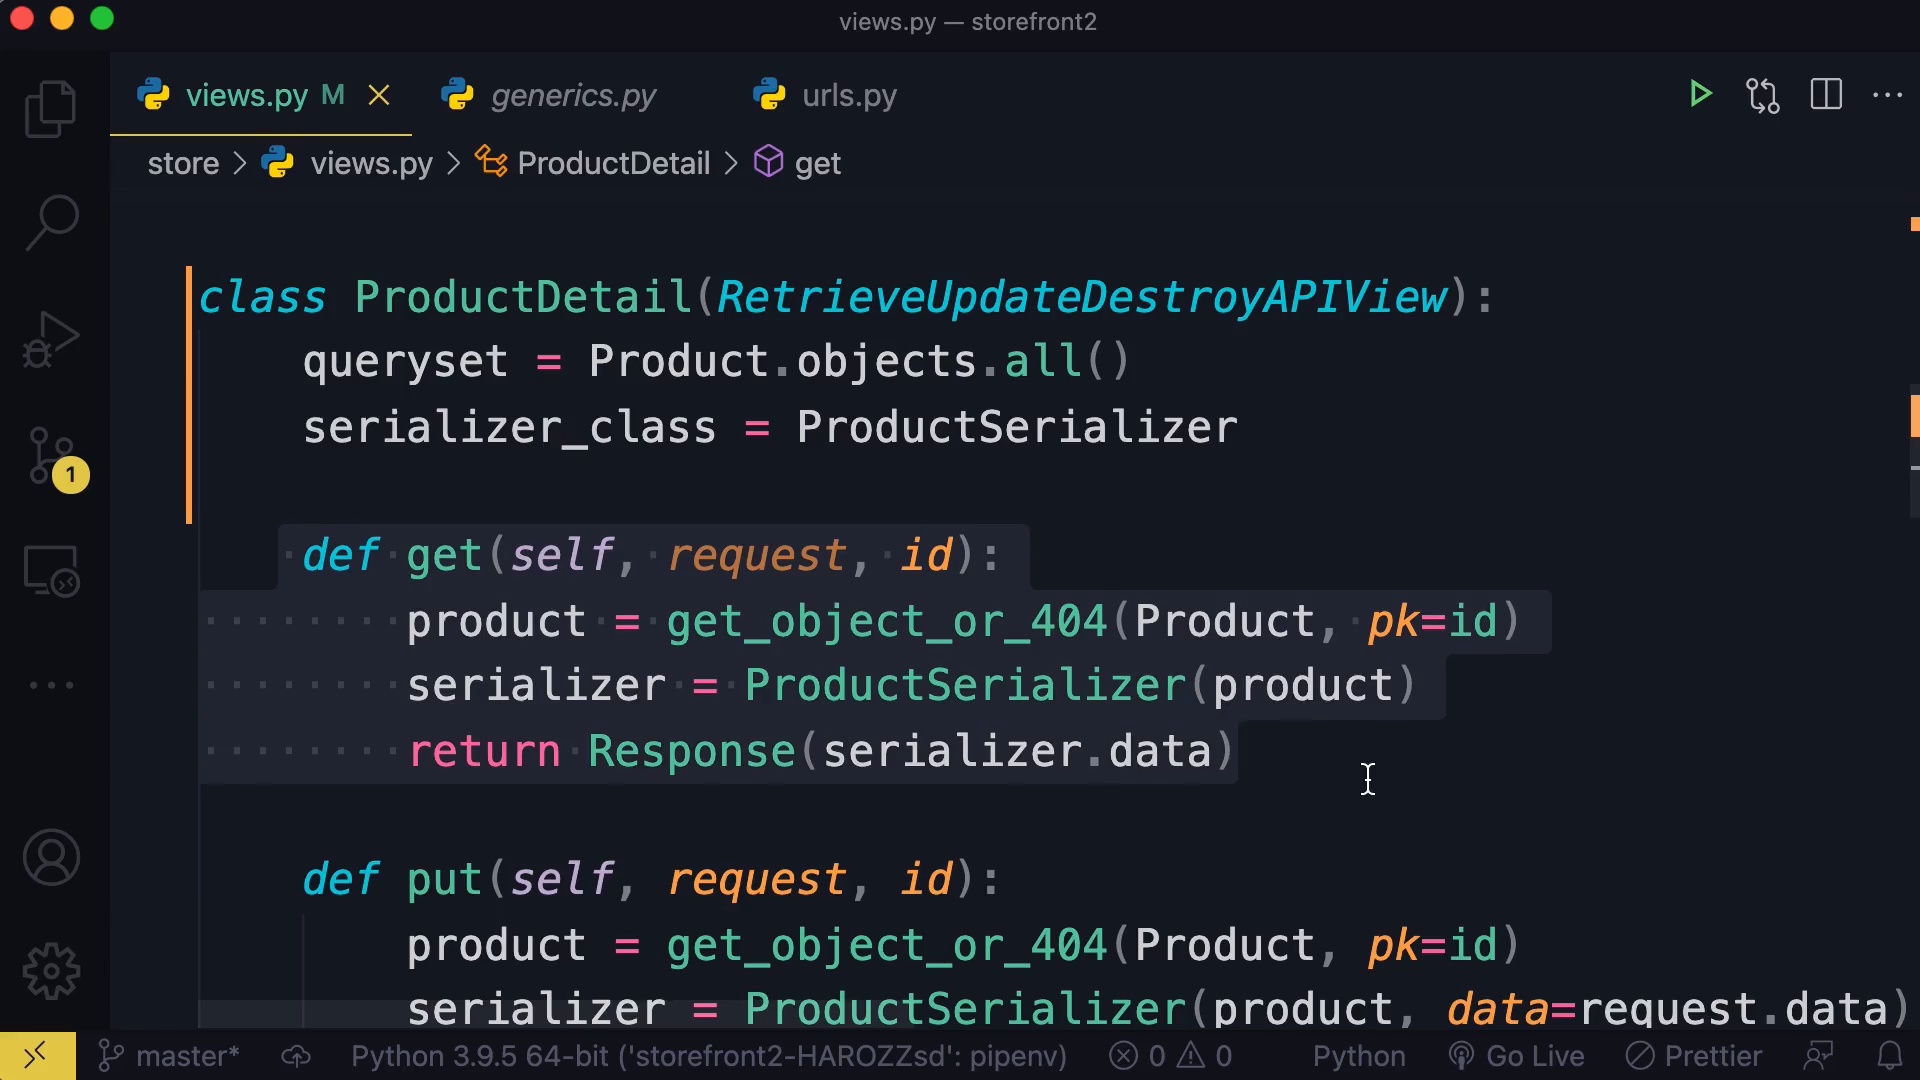 views.py — storefront2
views.py M generics.py urls.py
store > views.py > ProductDetail > get
class ProductDetail(RetrieveUpdateDestroyAPIView):
queryset = Product.objects.all()
serializer_class = ProductSerializer
def get(self, request, id):
product = get_object_or_404(Product, pk=id)
serializer = ProductSerializer(product)
return Response(serializer.data)
def put(self, request, id):
product = get_object_or_404(Product, pk=id)
serializer = ProductSerializer(product, data=request.data)
1
master* Python 3.9.5 64-bit ('storefront2-HAROZZsd': pipenv) 0 0 Python Go Live Prettier